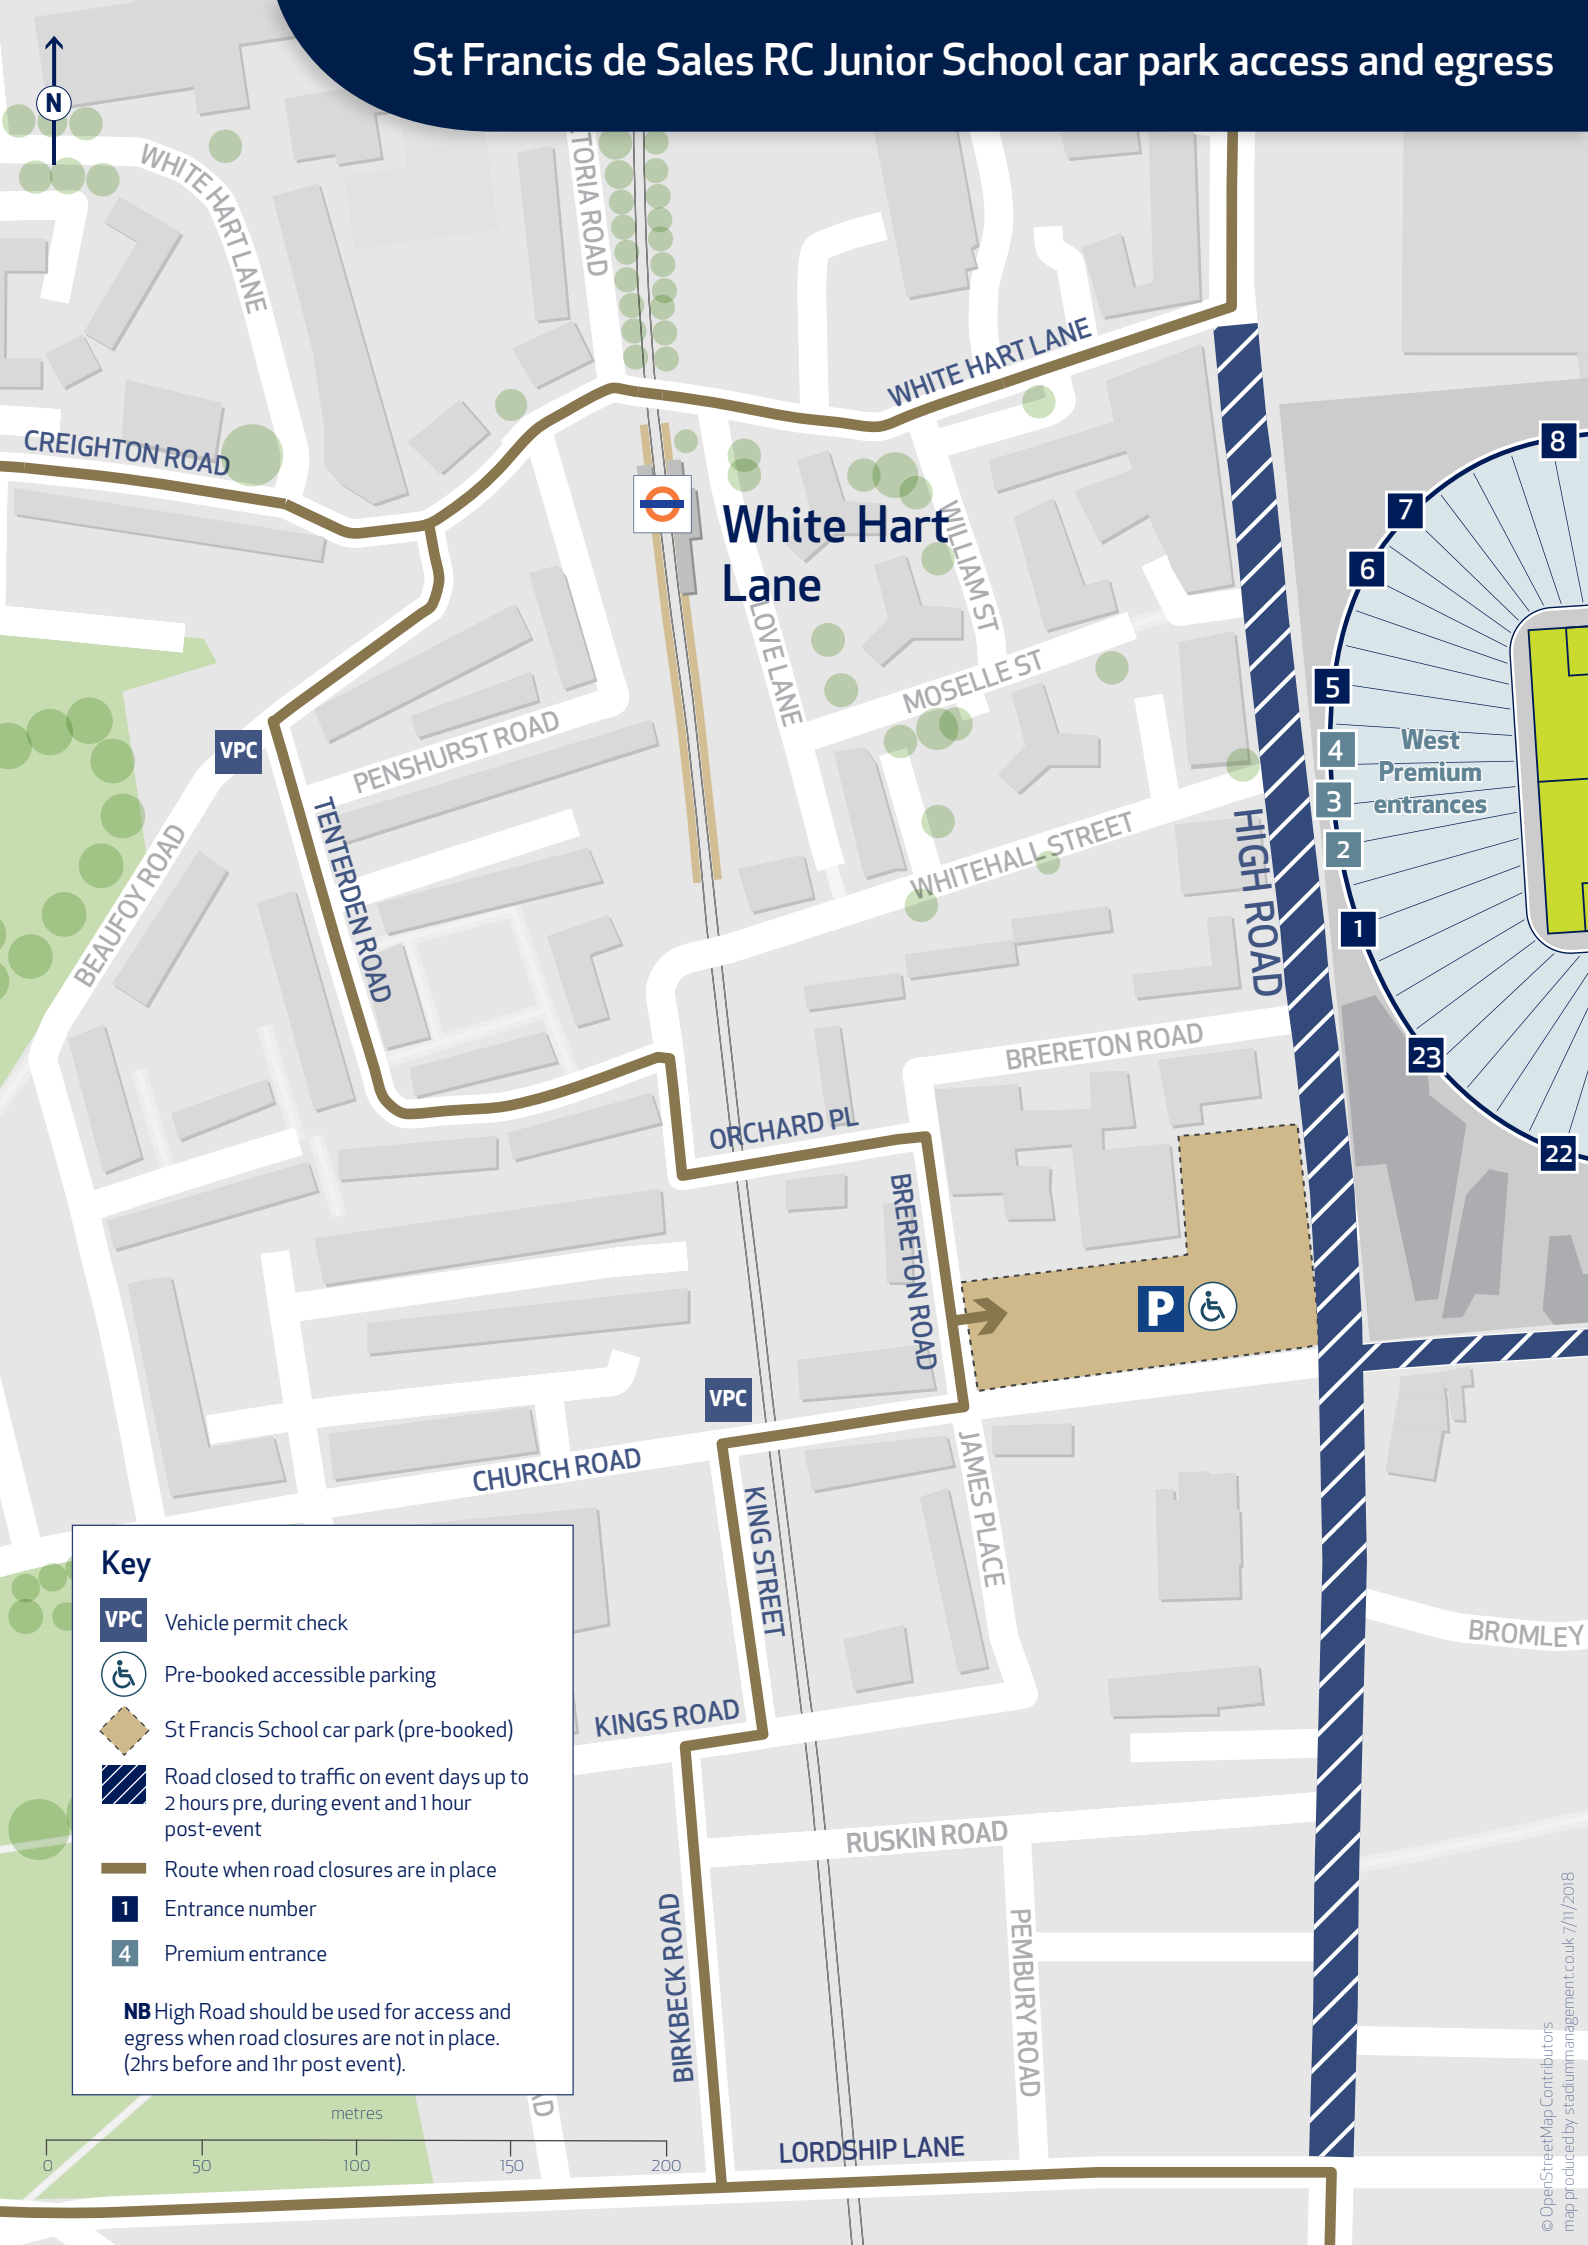 St Francis de Sales RC Junior School car park access and egress
N
WHITE HART LANE
TORIA ROAD
WHITE HART LANE
CREIGHTON ROAD
8
7
6
5
4
3
2
1
23
22
West
Premium
entrances
White Hart
Lane
WILLIAM ST
LOVE LANE
MOSELLE ST
PENSHURST ROAD
VPC
TENTERDEN ROAD
BEAUFOY ROAD
WHITEHALL STREET
HIGH ROAD
BRERETON ROAD
ORCHARD PL
BRERETON ROAD
P
VPC
CHURCH ROAD
JAMES PLACE
KING STREET
BROMLEY
KINGS ROAD
RUSKIN ROAD
BIRKBECK ROAD
PEMBURY ROAD
LORDSHIP LANE
AD
Key
VPC Vehicle permit check
Pre-booked accessible parking
St Francis School car park (pre-booked)
Road closed to traffic on event days up to
2 hours pre, during event and 1 hour
post-event
Route when road closures are in place
1 Entrance number
4 Premium entrance
NB High Road should be used for access and
egress when road closures are not in place.
(2hrs before and 1hr post event).
metres
0 50 100 150 200
© OpenStreetMap Contributors
map produced by stadiummanagement.co.uk 7/11/2018